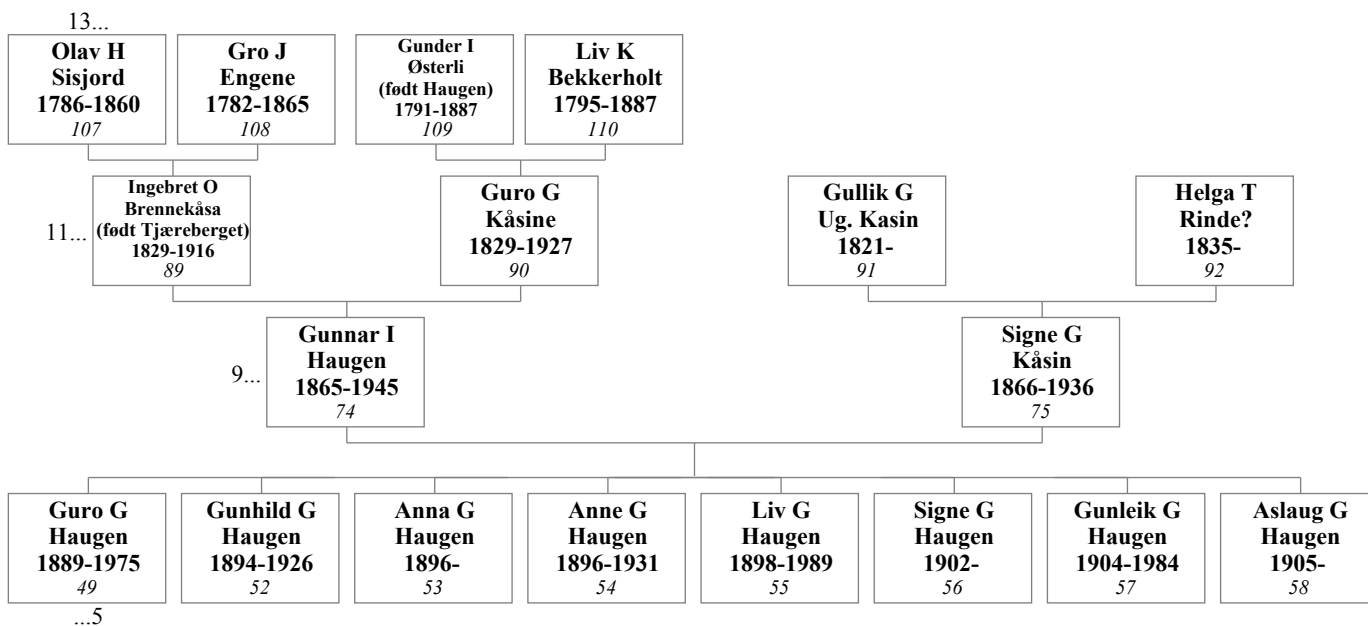 13...
Olav H
Sisjord
1786-1860
107
Gro J
Engene
1782-1865
108
Gunder I
Østerli
(født Haugen)
1791-1887
109
Liv K
Bekkerholt
1795-1887
110
11...
Ingebret O
Brennekåsa
(født Tjæreberget)
1829-1916
89
Guro G
Kåsine
1829-1927
90
Gullik G
Ug. Kasin
1821-
91
Helga T
Rinde?
1835-
92
9...
Gunnar I
Haugen
1865-1945
74
Signe G
Kåsin
1866-1936
75
Guro G
Haugen
1889-1975
49
Gunhild G
Haugen
1894-1926
52
Anna G
Haugen
1896-
53
Anne G
Haugen
1896-1931
54
Liv G
Haugen
1898-1989
55
Signe G
Haugen
1902-
56
Gunleik G
Haugen
1904-1984
57
Aslaug G
Haugen
1905-
58
...5